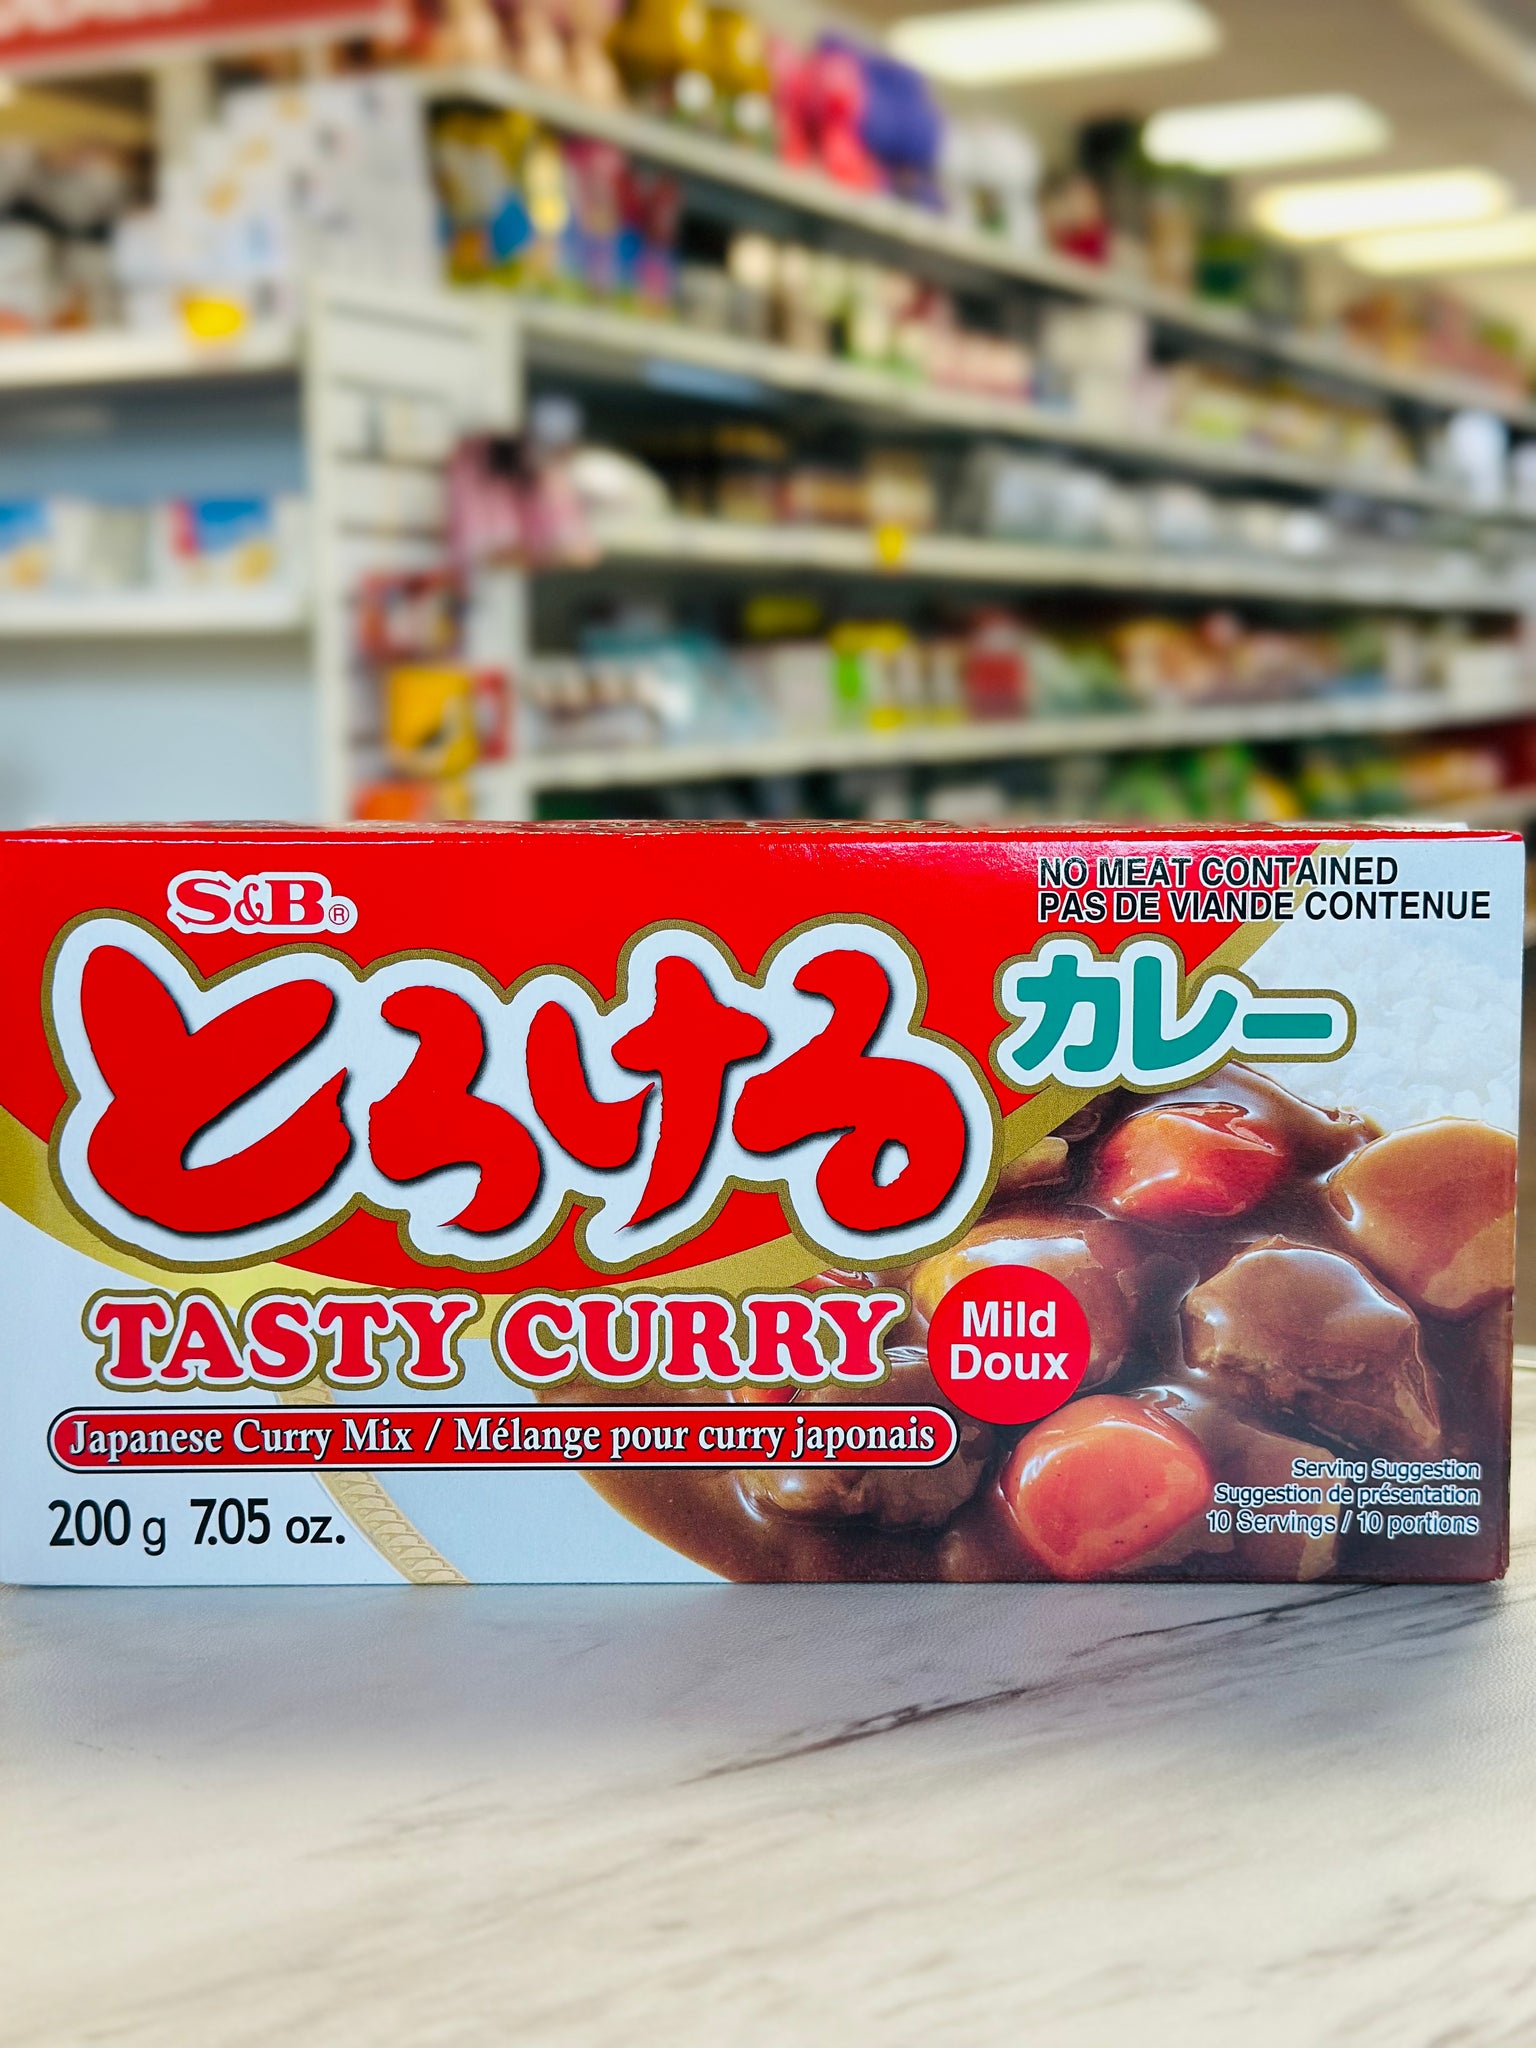 S&B®
NO MEAT CONTAINED
PAS DE VIANDE CONTENUE
とろける
カレー
TASTY CURRY
Mild
Doux
Japanese Curry Mix / Mélange pour curry japonais
200 g 7.05 oz.
Serving Suggestion
Suggestion de présentation
10 Servings / 10 portions